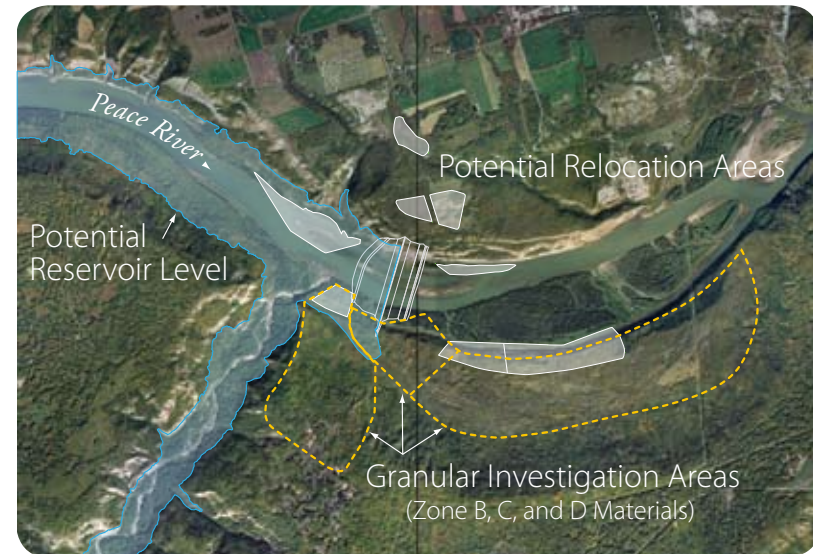 Peace River
Potential Relocation Areas
Potential
Reservoir Level
Granular Investigation Areas
(Zone B, C, and D Materials)